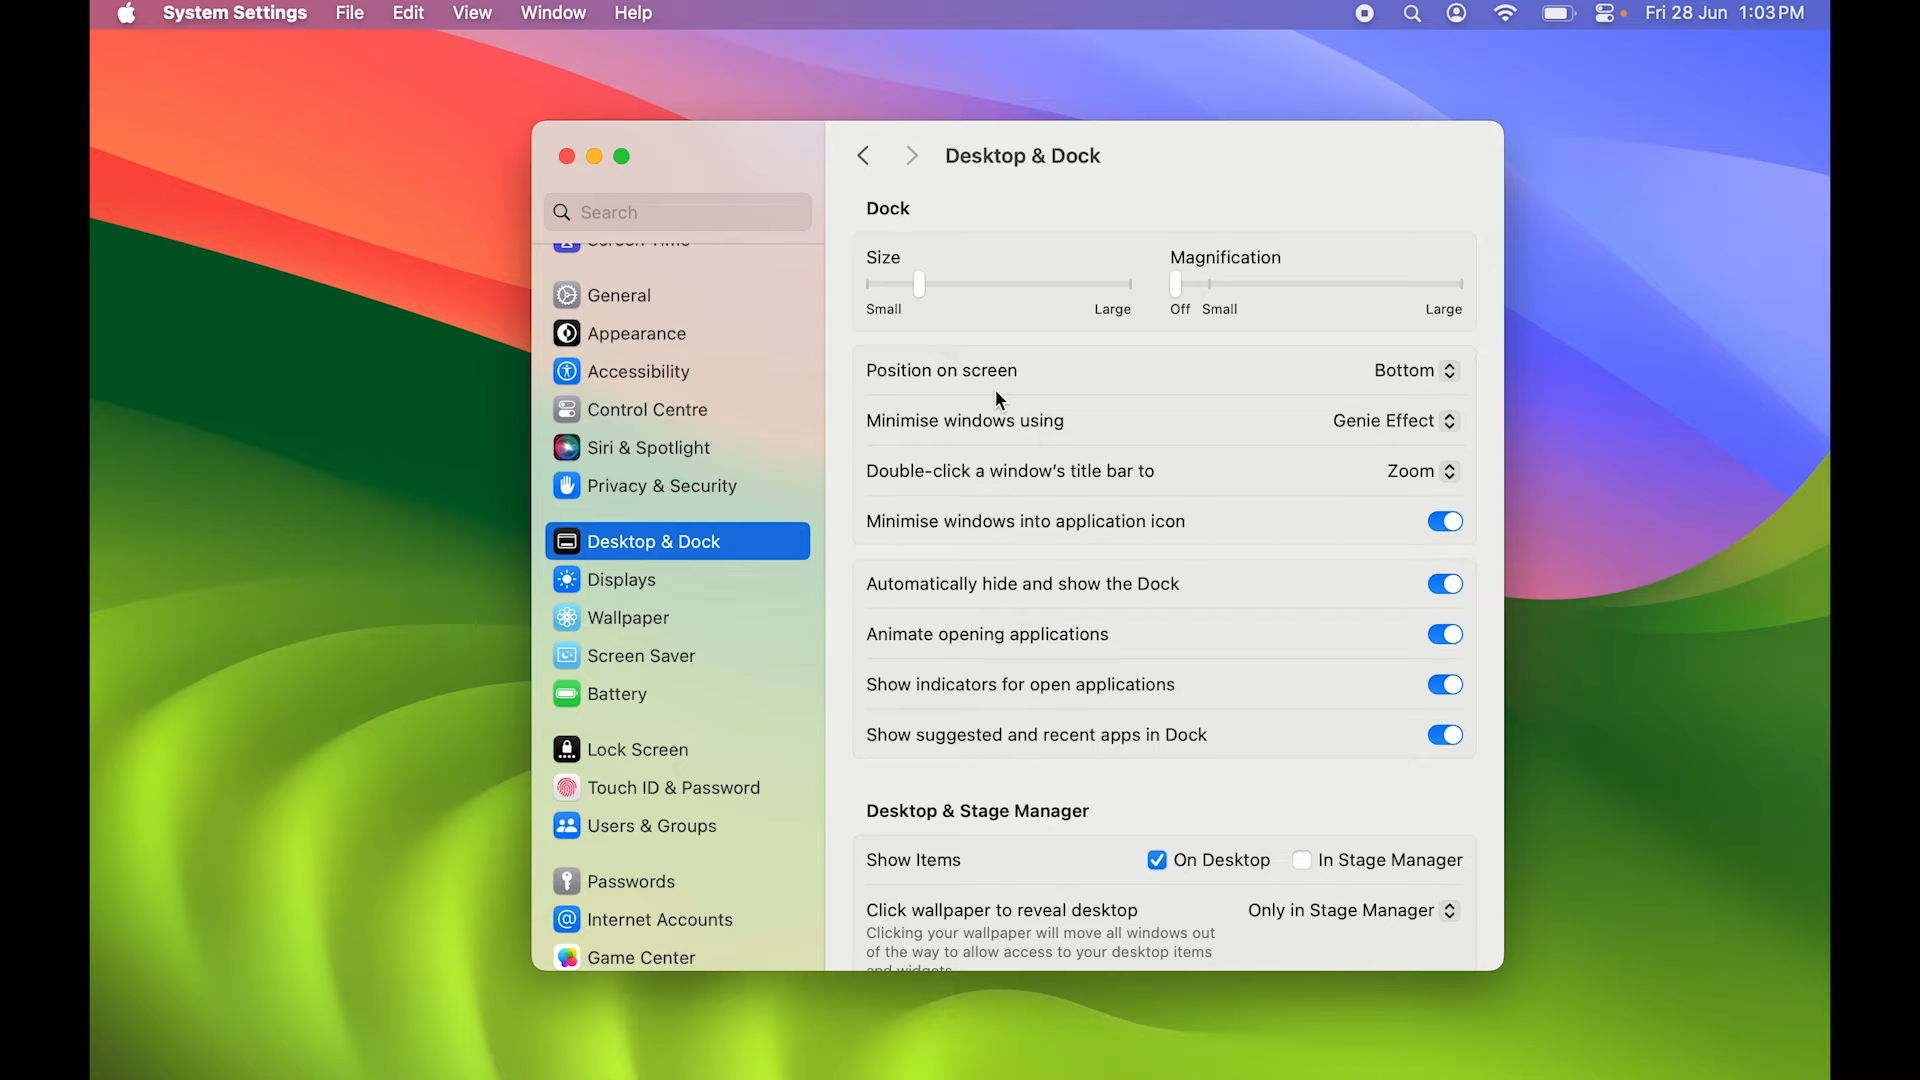 System Settings File Edit View Window Help Fri 28 Jun 1:03 PM
Desktop & Dock
Search
Screen Time
General
Appearance
Accessibility
Control Centre
Siri & Spotlight
Privacy & Security
Desktop & Dock
Displays
Wallpaper
Screen Saver
Battery
Lock Screen
Touch ID & Password
Users & Groups
Passwords
Internet Accounts
Game Center
Dock
Size Magnification
Small Large Off Small Large
Position on screen Bottom
Minimise windows using Genie Effect
Double-click a window's title bar to Zoom
Minimise windows into application icon
Automatically hide and show the Dock
Animate opening applications
Show indicators for open applications
Show suggested and recent apps in Dock
Desktop & Stage Manager
Show Items On Desktop In Stage Manager
Click wallpaper to reveal desktop Only in Stage Manager
Clicking your wallpaper will move all windows out
of the way to allow access to your desktop items
and widgets.